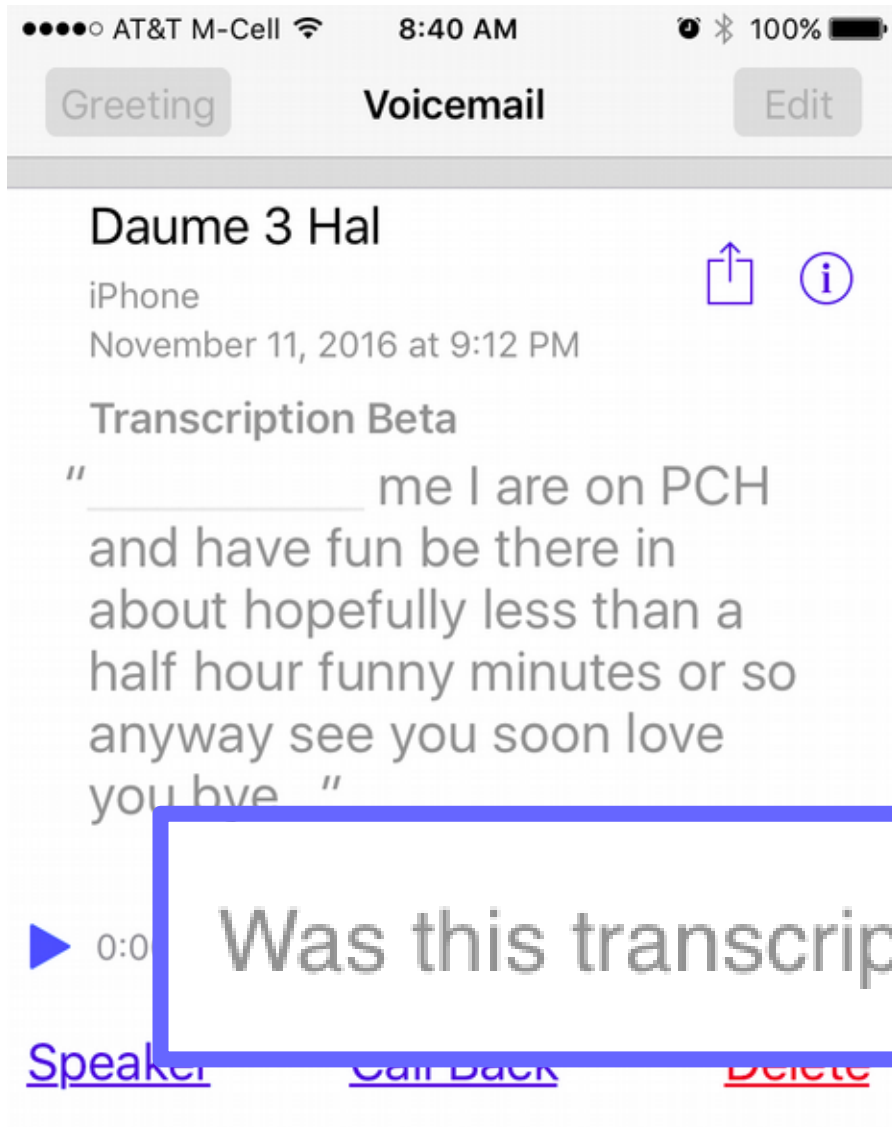 AT&T M-Cell 8:40 AM 100%
Greeting Voicemail Edit
Daume 3 Hal
iPhone
November 11, 2016 at 9:12 PM
Transcription Beta
" me I are on PCH
and have fun be there in
about hopefully less than a
half hour funny minutes or so
anyway see you soon love
you bye "
0:0
Was this transcrip
Speaker Call Back Delete